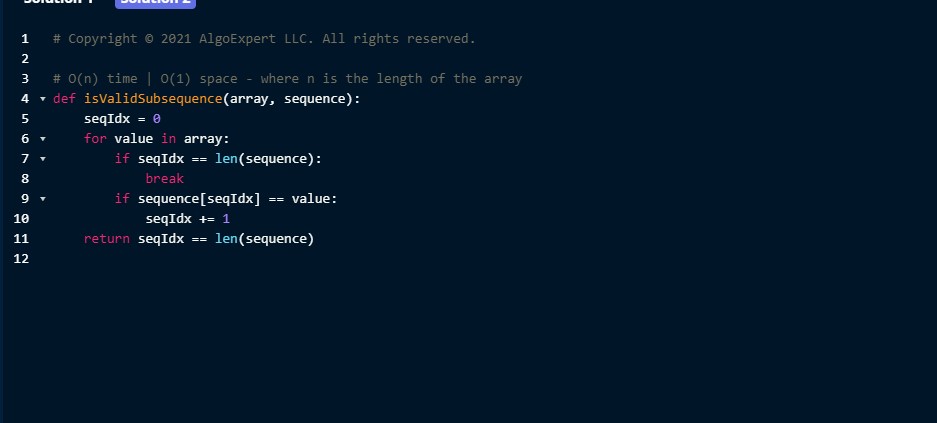 Solution 1 Solution 2
1 # Copyright © 2021 AlgoExpert LLC. All rights reserved.
2
3 # O(n) time | O(1) space - where n is the length of the array
4 def isValidSubsequence(array, sequence):
5     seqIdx = 0
6     for value in array:
7         if seqIdx == len(sequence):
8             break
9         if sequence[seqIdx] == value:
10             seqIdx += 1
11     return seqIdx == len(sequence)
12